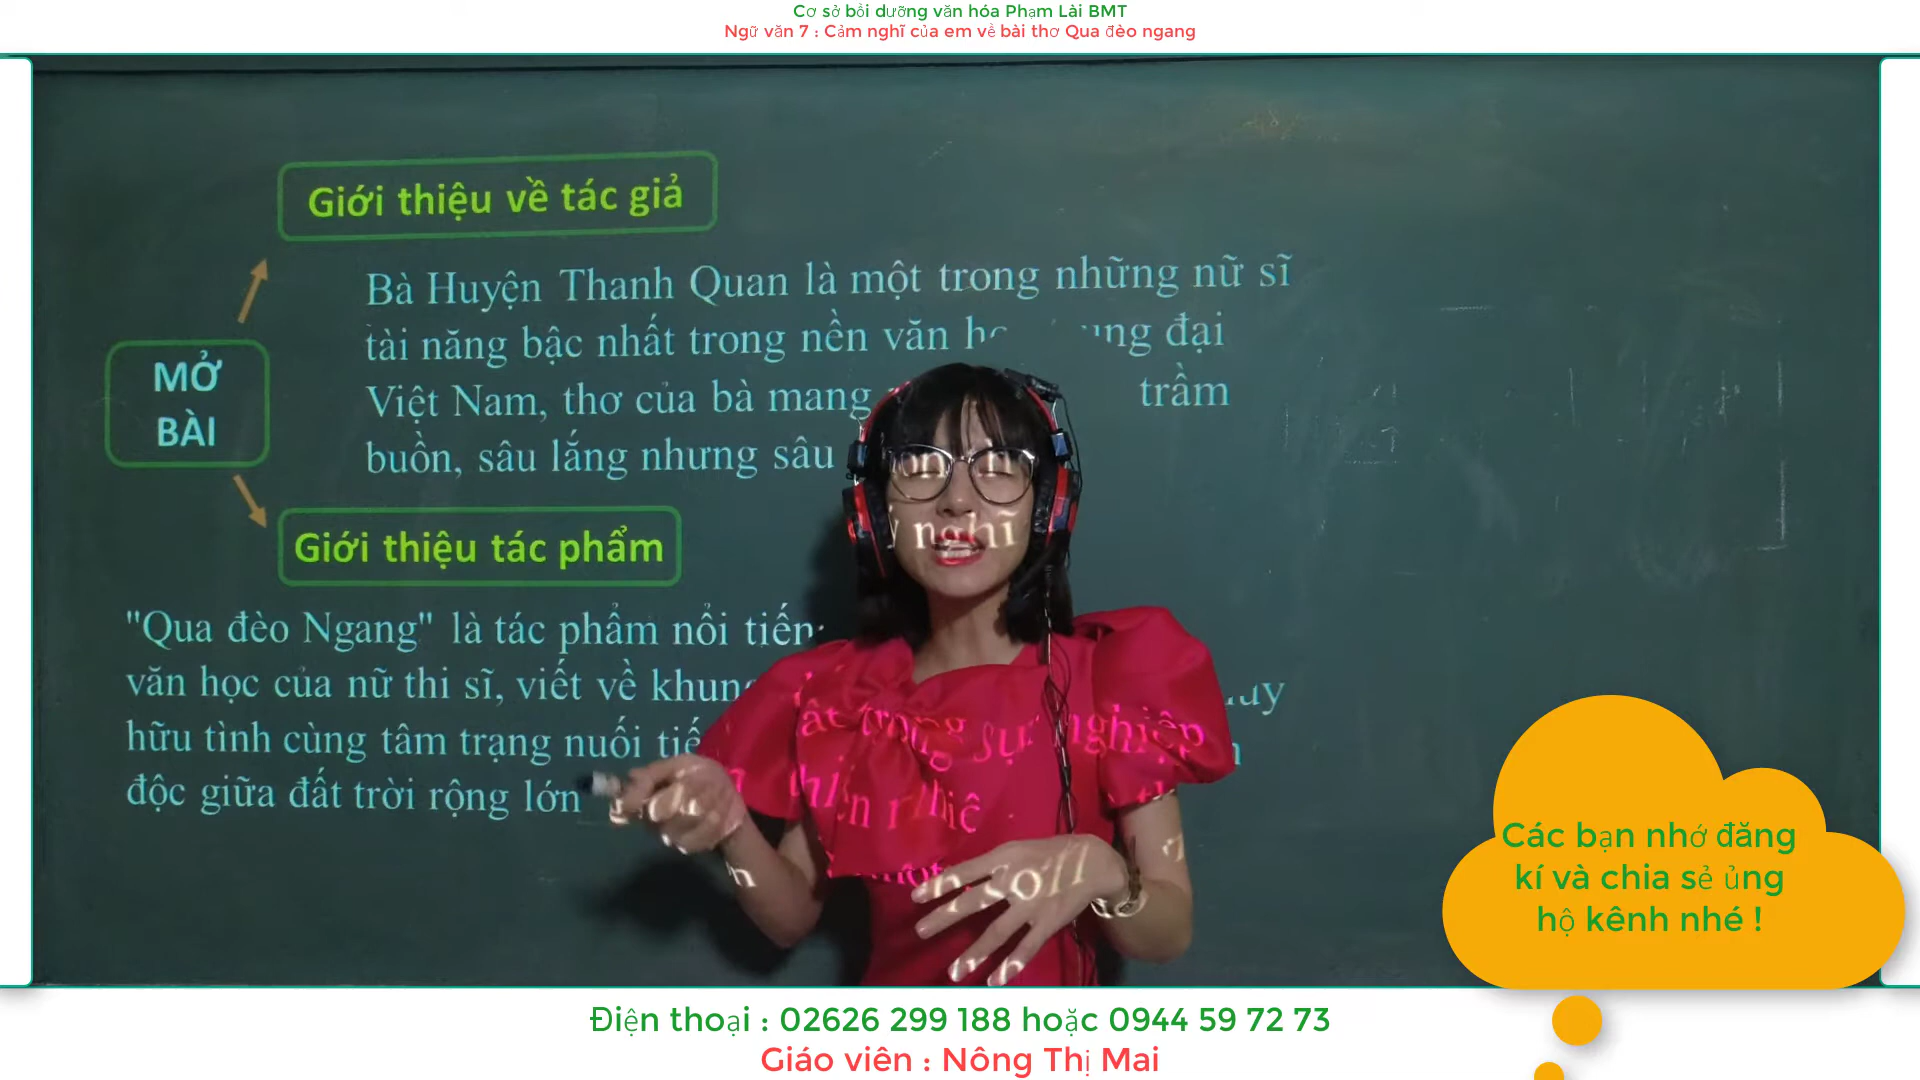 Cơ sở bồi dưỡng văn hóa Phạm Lài BMT
Ngữ văn 7 : Cảm nghĩ của em về bài thơ Qua đèo ngang
Giới thiệu về tác giả
Bà Huyện Thanh Quan là một trong những nữ sĩ
tài năng bậc nhất trong nền văn đại
Việt Nam, thơ của bà mang trầm
buồn, sâu lắng nhưng sâu
MỞ
BÀI
Giới thiệu tác phẩm
"Qua đèo Ngang" là tác phẩm nổi
văn học của nữ thi sĩ, viết về
hữu tình cùng tâm trạng nuối
độc giữa đất trời rộng lớn
nghĩ
nghiệp
Các bạn nhớ đăng
kí và chia sẻ ủng
hộ kênh nhé !
Điện thoại : 02626 299 188 hoặc 0944 59 72 73
Giáo viên : Nông Thị Mai